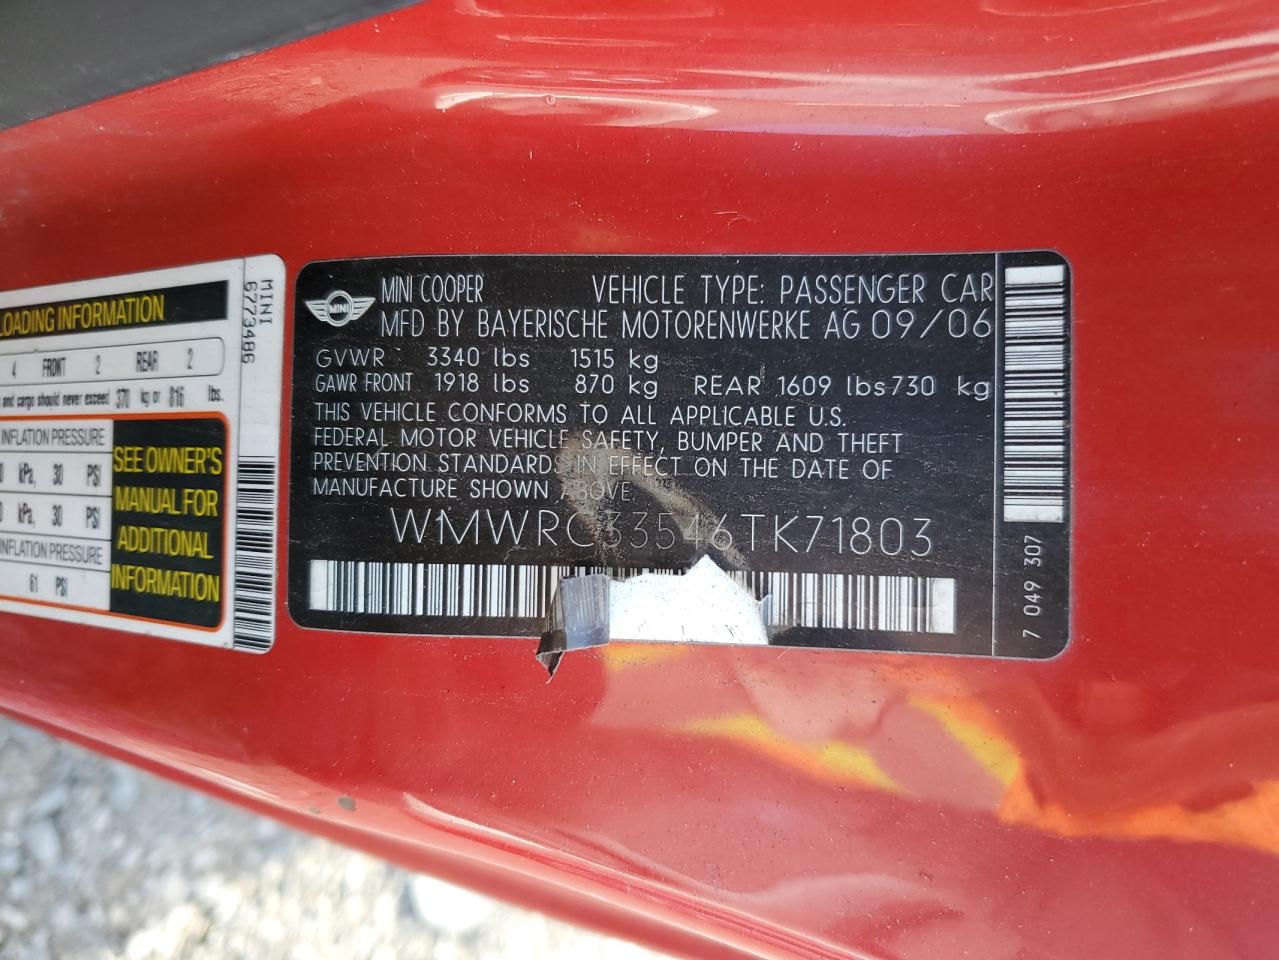 LOADING INFORMATION
4 FRONT 2 REAR 2
and cargo should never exceed 370 kg or 816 lbs.
INFLATION PRESSURE
0 kPa, 30 PSI
0 kPa, 30 PSI
INFLATION PRESSURE
61 PSI
SEE OWNER'S
MANUAL FOR
ADDITIONAL
INFORMATION
MINI
6773486
MINI
MINI COOPER VEHICLE TYPE: PASSENGER CAR
MFD BY BAYERISCHE MOTORENWERKE AG 09/06
GVWR : 3340 lbs 1515 kg
GAWR FRONT 1918 lbs 870 kg REAR 1609 lbs 730 kg
THIS VEHICLE CONFORMS TO ALL APPLICABLE U.S.
FEDERAL MOTOR VEHICLE SAFETY, BUMPER AND THEFT
PREVENTION STANDARDS IN EFFECT ON THE DATE OF
MANUFACTURE SHOWN ABOVE
WMWRC33546TK71803
7 049 307